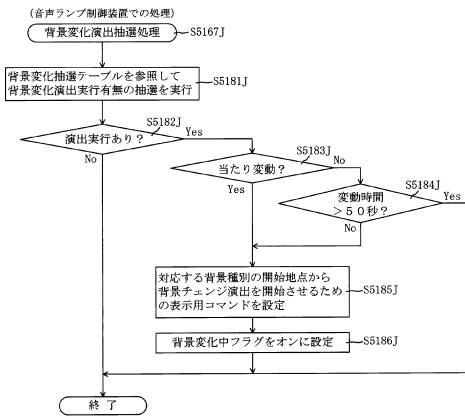 (音声ランプ制御装置での処理)
背景変化演出抽選処理
S5167J
背景変化抽選テーブルを参照して
背景変化演出実行有無の抽選を実行
S5181J
S5182J
演出実行あり?
Yes
No
S5183J
当たり変動?
No
Yes
S5184J
変動時間
>50秒?
Yes
No
対応する背景種別の開始地点から
背景チェンジ演出を開始させるため
の表示用コマンドを設定
S5185J
背景変化中フラグをオンに設定
S5186J
終了